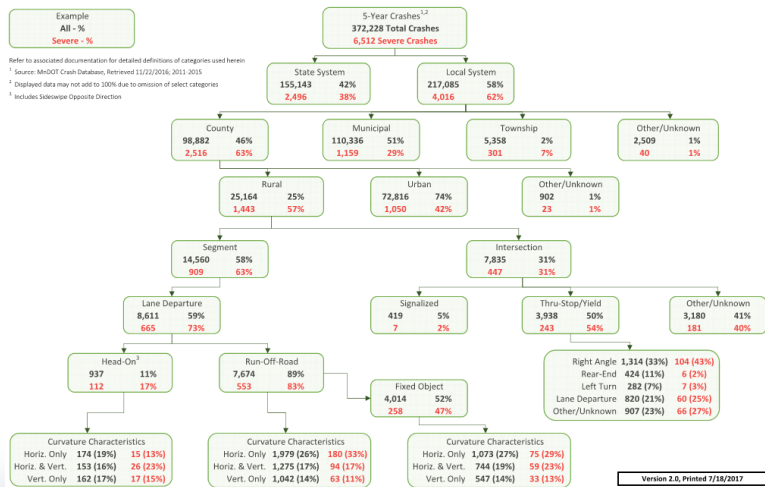 Example
All - %
Severe - %
5-Year Crashes1,2
372,228 Total Crashes
6,512 Severe Crashes
Refer to associated documentation for detailed definitions of categories used herein
1 Source: MnDOT Crash Database, Retrieved 11/22/2016; 2011-2015
2 Displayed data may not add to 100% due to omission of select categories
3 Includes Sideswipe Opposite Direction
State System
155,143 42%
2,496 38%
Local System
217,085 58%
4,016 62%
County
98,882 46%
2,516 63%
Municipal
110,336 51%
1,159 29%
Township
5,358 2%
301 7%
Other/Unknown
2,509 1%
40 1%
Rural
25,164 25%
1,443 57%
Urban
72,816 74%
1,050 42%
Other/Unknown
902 1%
23 1%
Segment
14,560 58%
909 63%
Intersection
7,835 31%
447 31%
Lane Departure
8,611 59%
665 73%
Signalized
419 5%
7 2%
Thru-Stop/Yield
3,938 50%
243 54%
Other/Unknown
3,180 41%
181 40%
Head-On3
937 11%
112 17%
Run-Off-Road
7,674 89%
553 83%
Fixed Object
4,014 52%
258 47%
Right Angle 1,314 (33%) 104 (43%)
Rear-End 424 (11%) 6 (2%)
Left Turn 282 (7%) 7 (3%)
Lane Departure 820 (21%) 60 (25%)
Other/Unknown 907 (23%) 66 (27%)
Curvature Characteristics
Horiz. Only 174 (19%) 15 (13%)
Horiz. & Vert. 153 (16%) 26 (23%)
Vert. Only 162 (17%) 17 (15%)
Curvature Characteristics
Horiz. Only 1,979 (26%) 180 (33%)
Horiz. & Vert. 1,275 (17%) 94 (17%)
Vert. Only 1,042 (14%) 63 (11%)
Curvature Characteristics
Horiz. Only 1,073 (27%) 75 (29%)
Horiz. & Vert. 744 (19%) 59 (23%)
Vert. Only 547 (14%) 33 (13%)
Version 2.0, Printed 7/18/2017